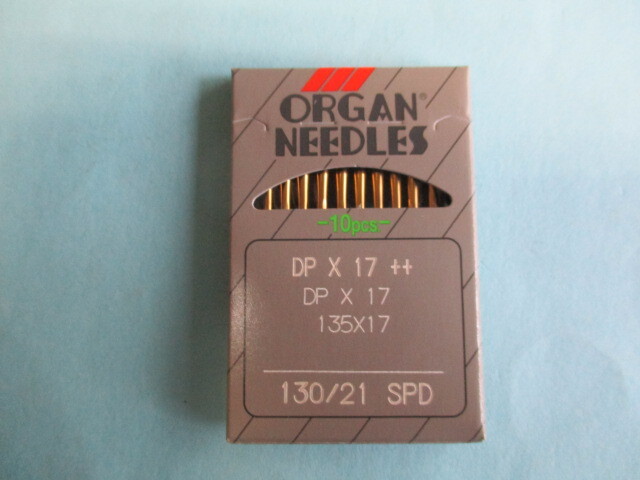 ORGAN®
NEEDLES
-10pcs-
DP X 17 ++
DP X 17
135X17
130/21 SPD